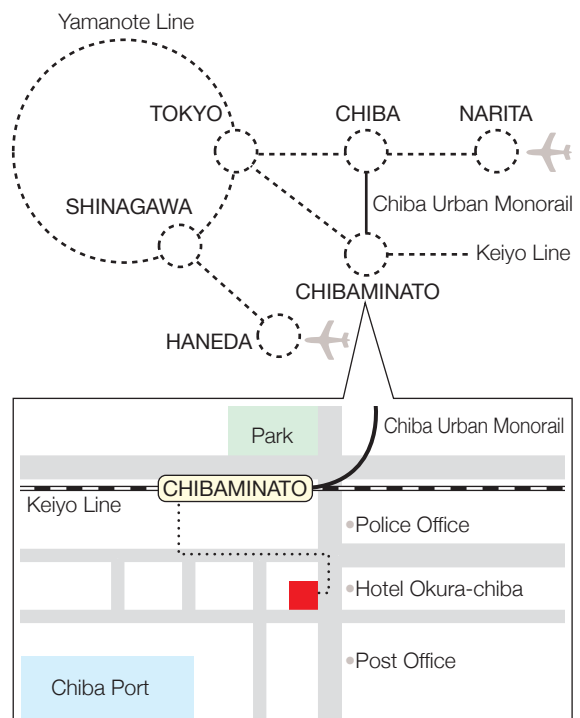 Yamanote Line
TOKYO
CHIBA
NARITA
SHINAGAWA
Chiba Urban Monorail
Keiyo Line
CHIBAMINATO
HANEDA
Park
Chiba Urban Monorail
CHIBAMINATO
Keiyo Line
Police Office
Hotel Okura-chiba
Post Office
Chiba Port